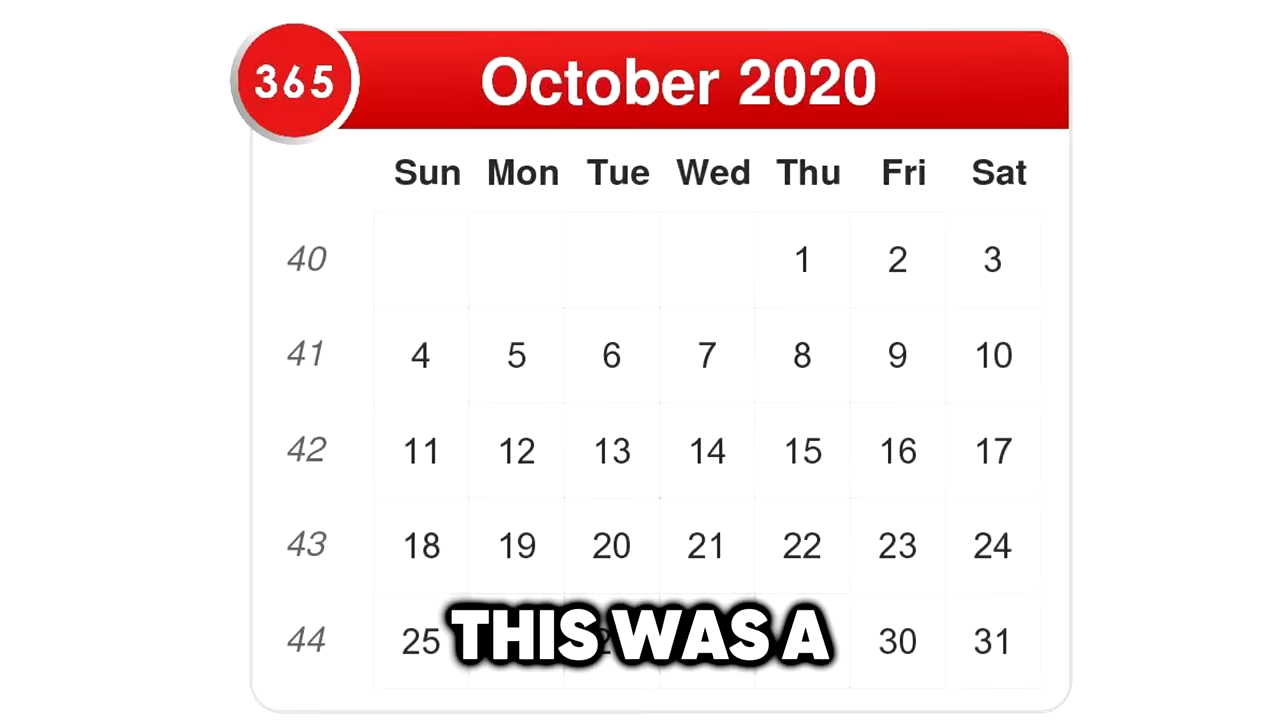 365
October 2020
Sun Mon Tue Wed Thu Fri Sat
40 1 2 3
41 4 5 6 7 8 9 10
42 11 12 13 14 15 16 17
43 18 19 20 21 22 23 24
44 25 30 31
THIS WAS A